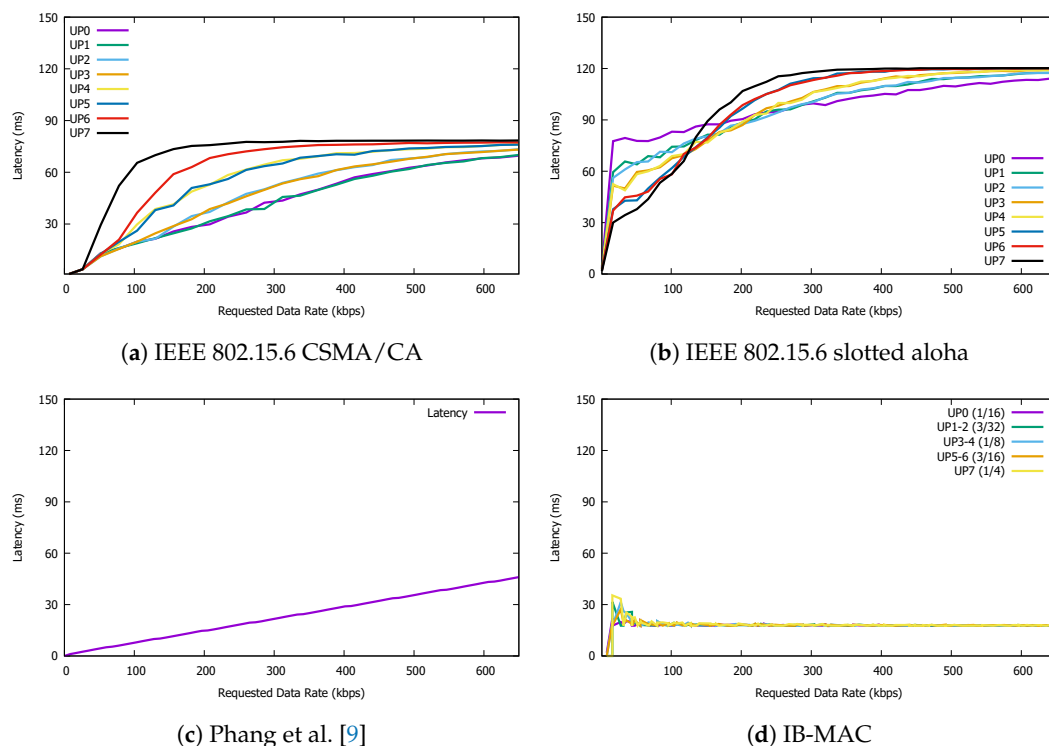 150
120
90
60
30
0
Latency (ms)
UP0
UP1
UP2
UP3
UP4
UP5
UP6
UP7
0 100 200 300 400 500 600
Requested Data Rate (kbps)
(a) IEEE 802.15.6 CSMA/CA
150
120
90
60
30
0
Latency (ms)
UP0
UP1
UP2
UP3
UP4
UP5
UP6
UP7
100 200 300 400 500 600
Requested Data Rate (kbps)
(b) IEEE 802.15.6 slotted aloha
150
120
90
60
30
0
Latency (ms)
Latency
100 200 300 400 500 600
Requested Data Rate (kbps)
(c) Phang et al. [9]
150
120
90
60
30
0
Latency (ms)
UP0 (1/16)
UP1-2 (3/32)
UP3-4 (1/8)
UP5-6 (3/16)
UP7 (1/4)
100 200 300 400 500 600
Requested Data Rate (kbps)
(d) IB-MAC